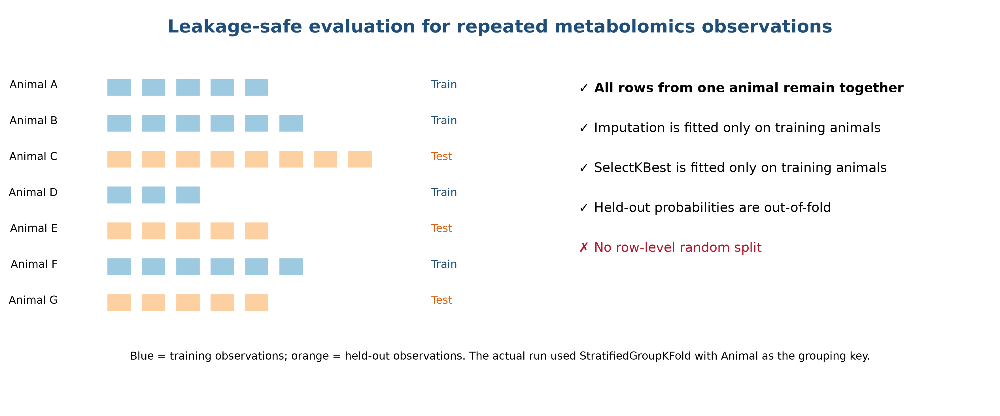 Leakage-safe evaluation for repeated metabolomics observations
Animal A
Train
Animal B
Train
Animal C
Test
Animal D
Train
Animal E
Test
Animal F
Train
Animal G
Test
✓ All rows from one animal remain together
✓ Imputation is fitted only on training animals
✓ SelectKBest is fitted only on training animals
✓ Held-out probabilities are out-of-fold
✗ No row-level random split
Blue = training observations; orange = held-out observations. The actual run used StratifiedGroupKFold with Animal as the grouping key.